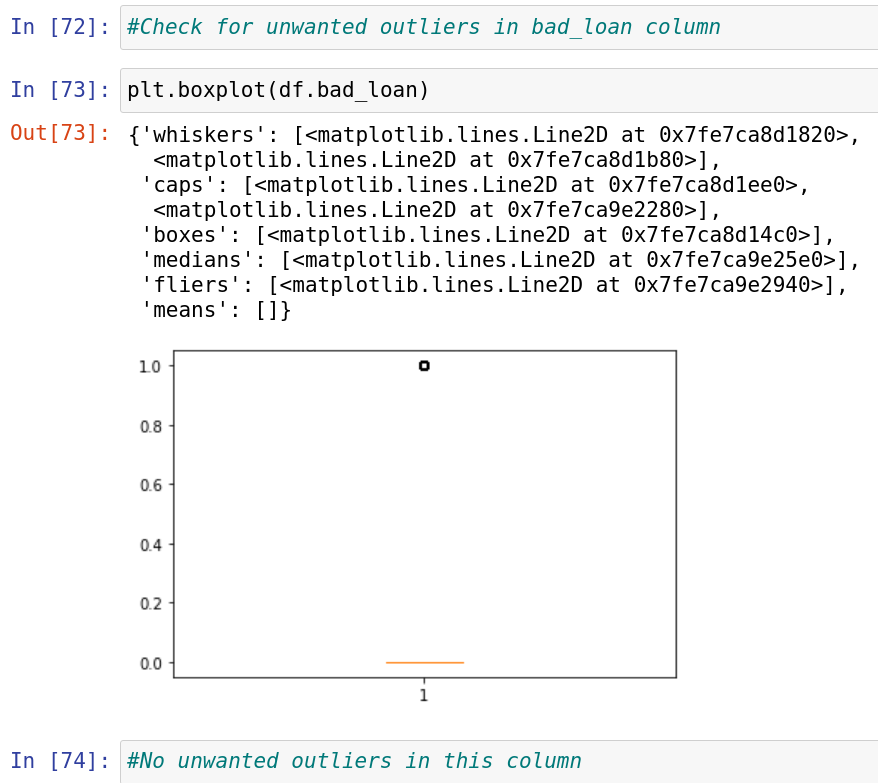 In [72]: #Check for unwanted outliers in bad_loan column
In [73]: plt.boxplot(df.bad_loan)
Out[73]: {'whiskers': [<matplotlib.lines.Line2D at 0x7fe7ca8d1820>,
<matplotlib.lines.Line2D at 0x7fe7ca8d1b80>],
'caps': [<matplotlib.lines.Line2D at 0x7fe7ca8d1ee0>,
<matplotlib.lines.Line2D at 0x7fe7ca9e2280>],
'boxes': [<matplotlib.lines.Line2D at 0x7fe7ca8d14c0>],
'medians': [<matplotlib.lines.Line2D at 0x7fe7ca9e25e0>],
'fliers': [<matplotlib.lines.Line2D at 0x7fe7ca9e2940>],
'means': []}
1.0
0.8
0.6
0.4
0.2
0.0
1
In [74]: #No unwanted outliers in this column